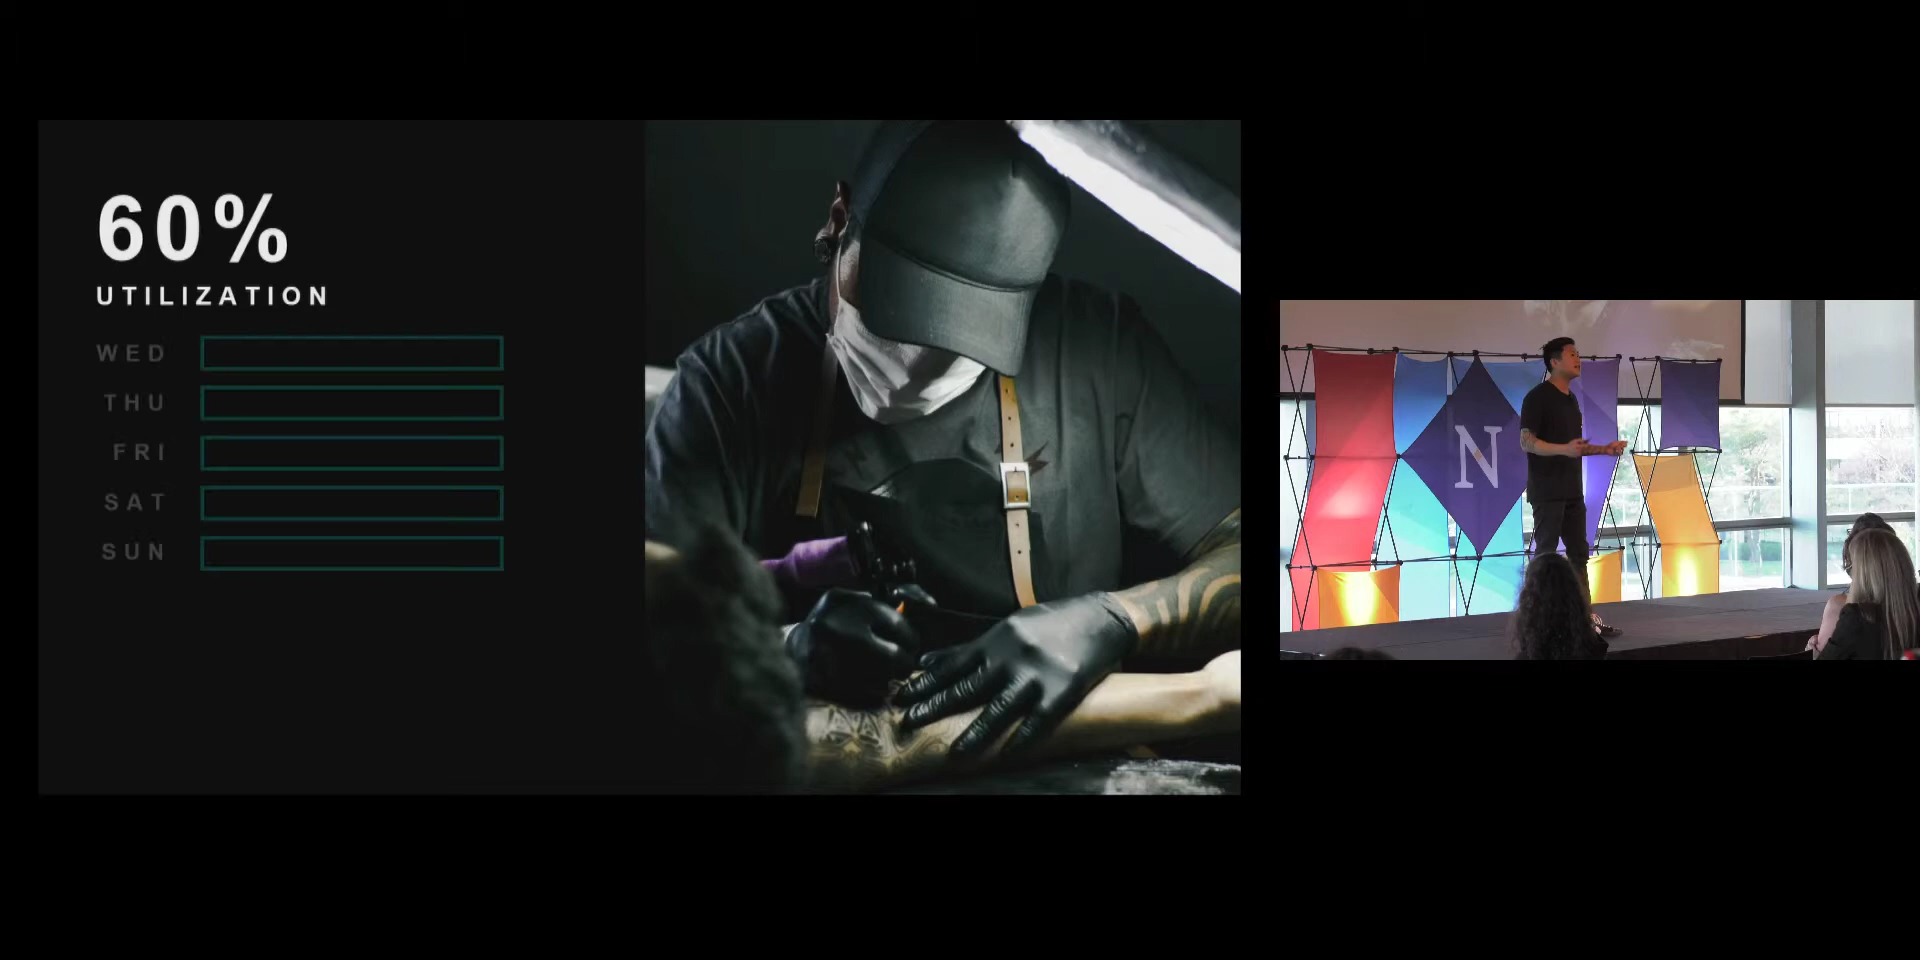 60%
UTILIZATION
WED
THU
FRI
SAT
SUN
N